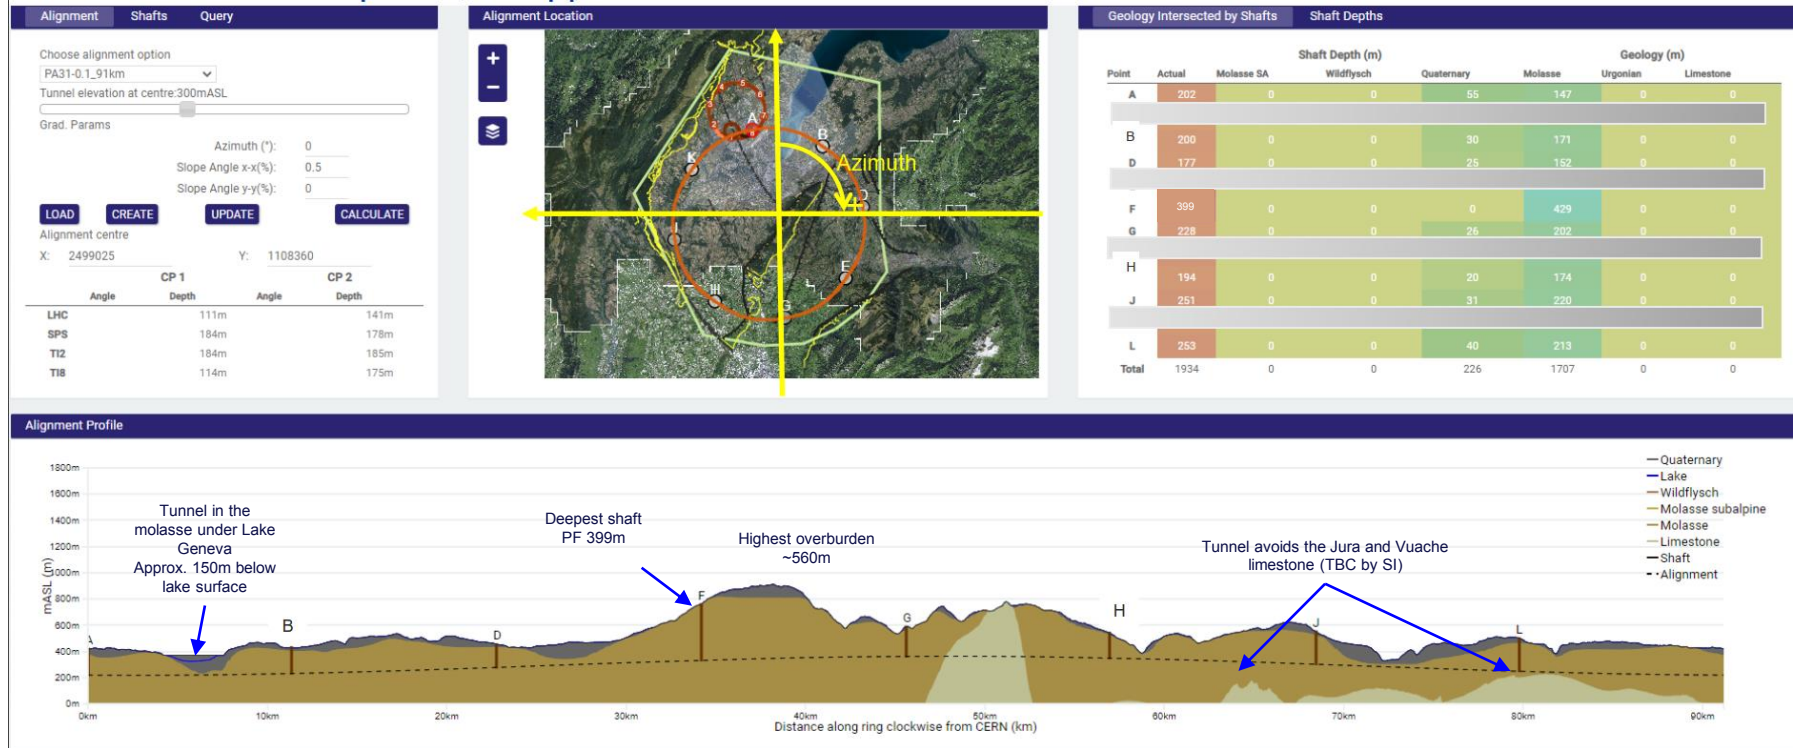 Alignment Shafts Query
Choose alignment option
PA31-0.1_91km
Tunnel elevation at centre:300mASL
Grad. Params
Azimuth (°): 0
Slope Angle x-x(%): 0.5
Slope Angle y-y(%): 0
LOAD CREATE UPDATE CALCULATE
Alignment centre
X: 2499025 Y: 1108360
CP 1 CP 2
Angle Depth Angle Depth
LHC 111m 141m
SPS 184m 178m
TI2 184m 185m
TI8 114m 175m
Alignment Location
+
−
5
4
6
3
7
2
A
8
B
K
Azimuth
D
E
H
G
Geology Intersected by Shafts Shaft Depths
Shaft Depth (m) Geology (m)
Point Actual Molasse SA Wildflysch Quaternary Molasse Urgonian Limestone
A 202 0 0 55 147 0 0
B 200 0 0 30 171 0 0
D 177 0 0 25 152 0 0
F 399 0 0 0 429 0 0
G 228 0 0 26 202 0 0
H 194 0 0 20 174 0 0
J 251 0 0 31 220 0 0
L 253 0 0 40 213 0 0
Total 1934 0 0 226 1707 0 0
Alignment Profile
1800m
1600m
1400m
1200m
1000m
800m
600m
400m
200m
0m
mASL (m)
Tunnel in the
molasse under Lake
Geneva
Approx. 150m below
lake surface
Deepest shaft
PF 399m
Highest overburden
~560m
Tunnel avoids the Jura and Vuache
limestone (TBC by SI)
Quaternary
Lake
Wildflysch
Molasse subalpine
Molasse
Limestone
Shaft
Alignment
A
B
D
F
G
H
J
L
0km 10km 20km 30km 40km 50km 60km 70km 80km 90km
Distance along ring clockwise from CERN (km)